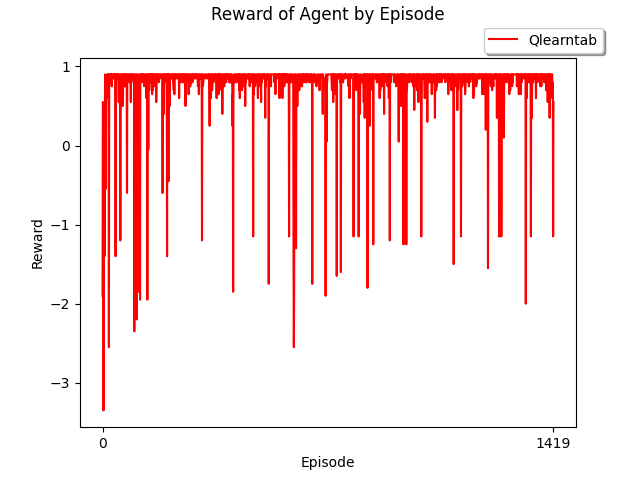 Reward of Agent by Episode
Qlearntab
1
0
−1
−2
−3
Reward
0
1419
Episode